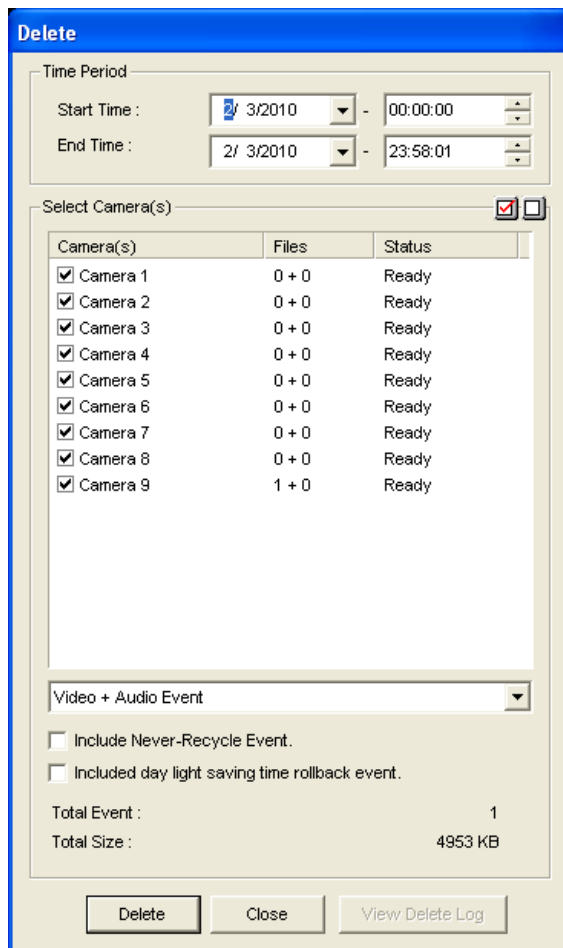 Delete
Time Period
Start Time : 2/ 3/2010 - 00:00:00
End Time : 2/ 3/2010 - 23:58:01
Select Camera(s)
Camera(s) Files Status
Camera 1 0 + 0 Ready
Camera 2 0 + 0 Ready
Camera 3 0 + 0 Ready
Camera 4 0 + 0 Ready
Camera 5 0 + 0 Ready
Camera 6 0 + 0 Ready
Camera 7 0 + 0 Ready
Camera 8 0 + 0 Ready
Camera 9 1 + 0 Ready
Video + Audio Event
Include Never-Recycle Event.
Included day light saving time rollback event.
Total Event : 1
Total Size : 4953 KB
Delete Close View Delete Log